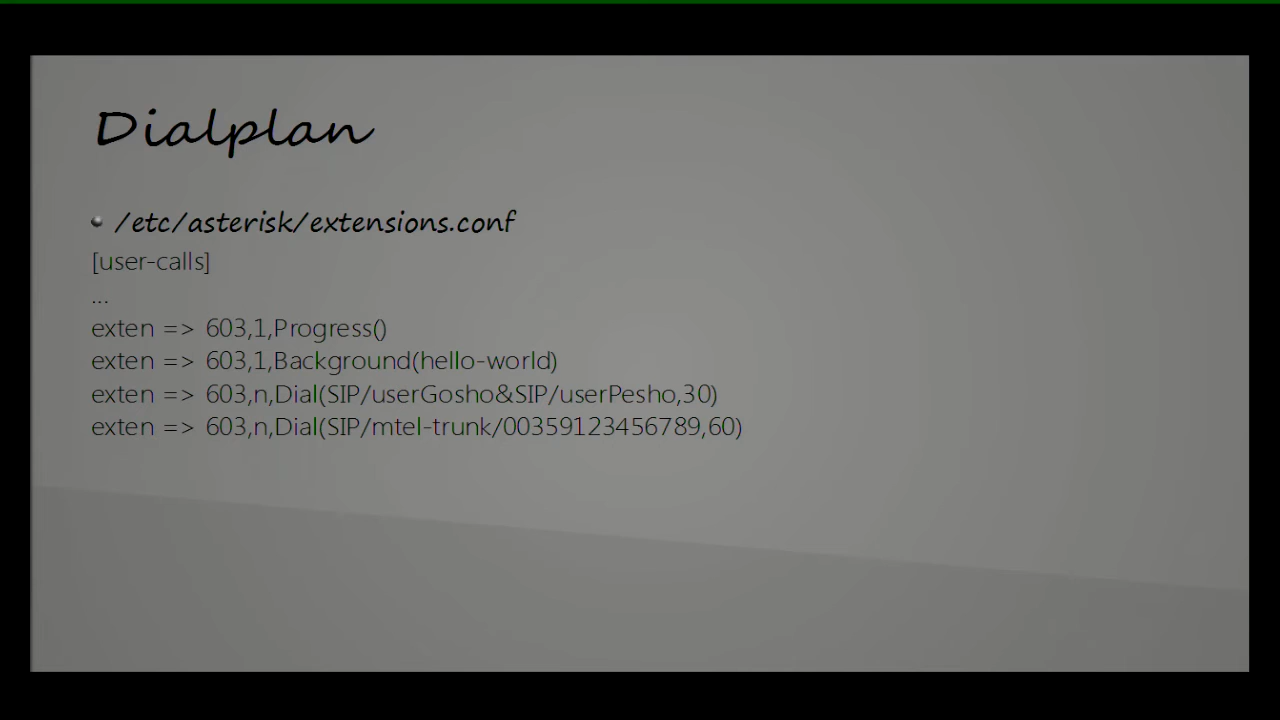 Dialplan
/etc/asterisk/extensions.conf
[user-calls]
...
exten => 603,1,Progress()
exten => 603,1,Background(hello-world)
exten => 603,n,Dial(SIP/userGosho&SIP/userPesho,30)
exten => 603,n,Dial(SIP/mtel-trunk/00359123456789,60)